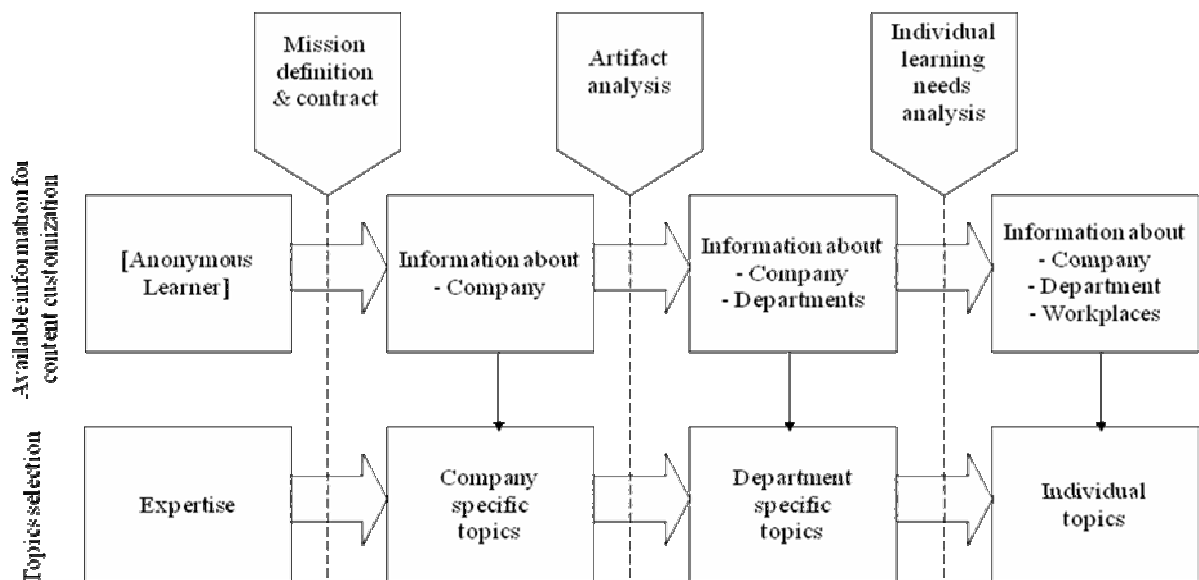 Mission
definition
& contract
Artifact
analysis
Individual
learning
needs
analysis
Available information for
content customization
[Anonymous
Learner]
Information about
- Company
Information about
- Company
- Departments
Information about
- Company
- Department
- Workplaces
Topics selection
Expertise
Company
specific
topics
Department
specific
topics
Individual
topics